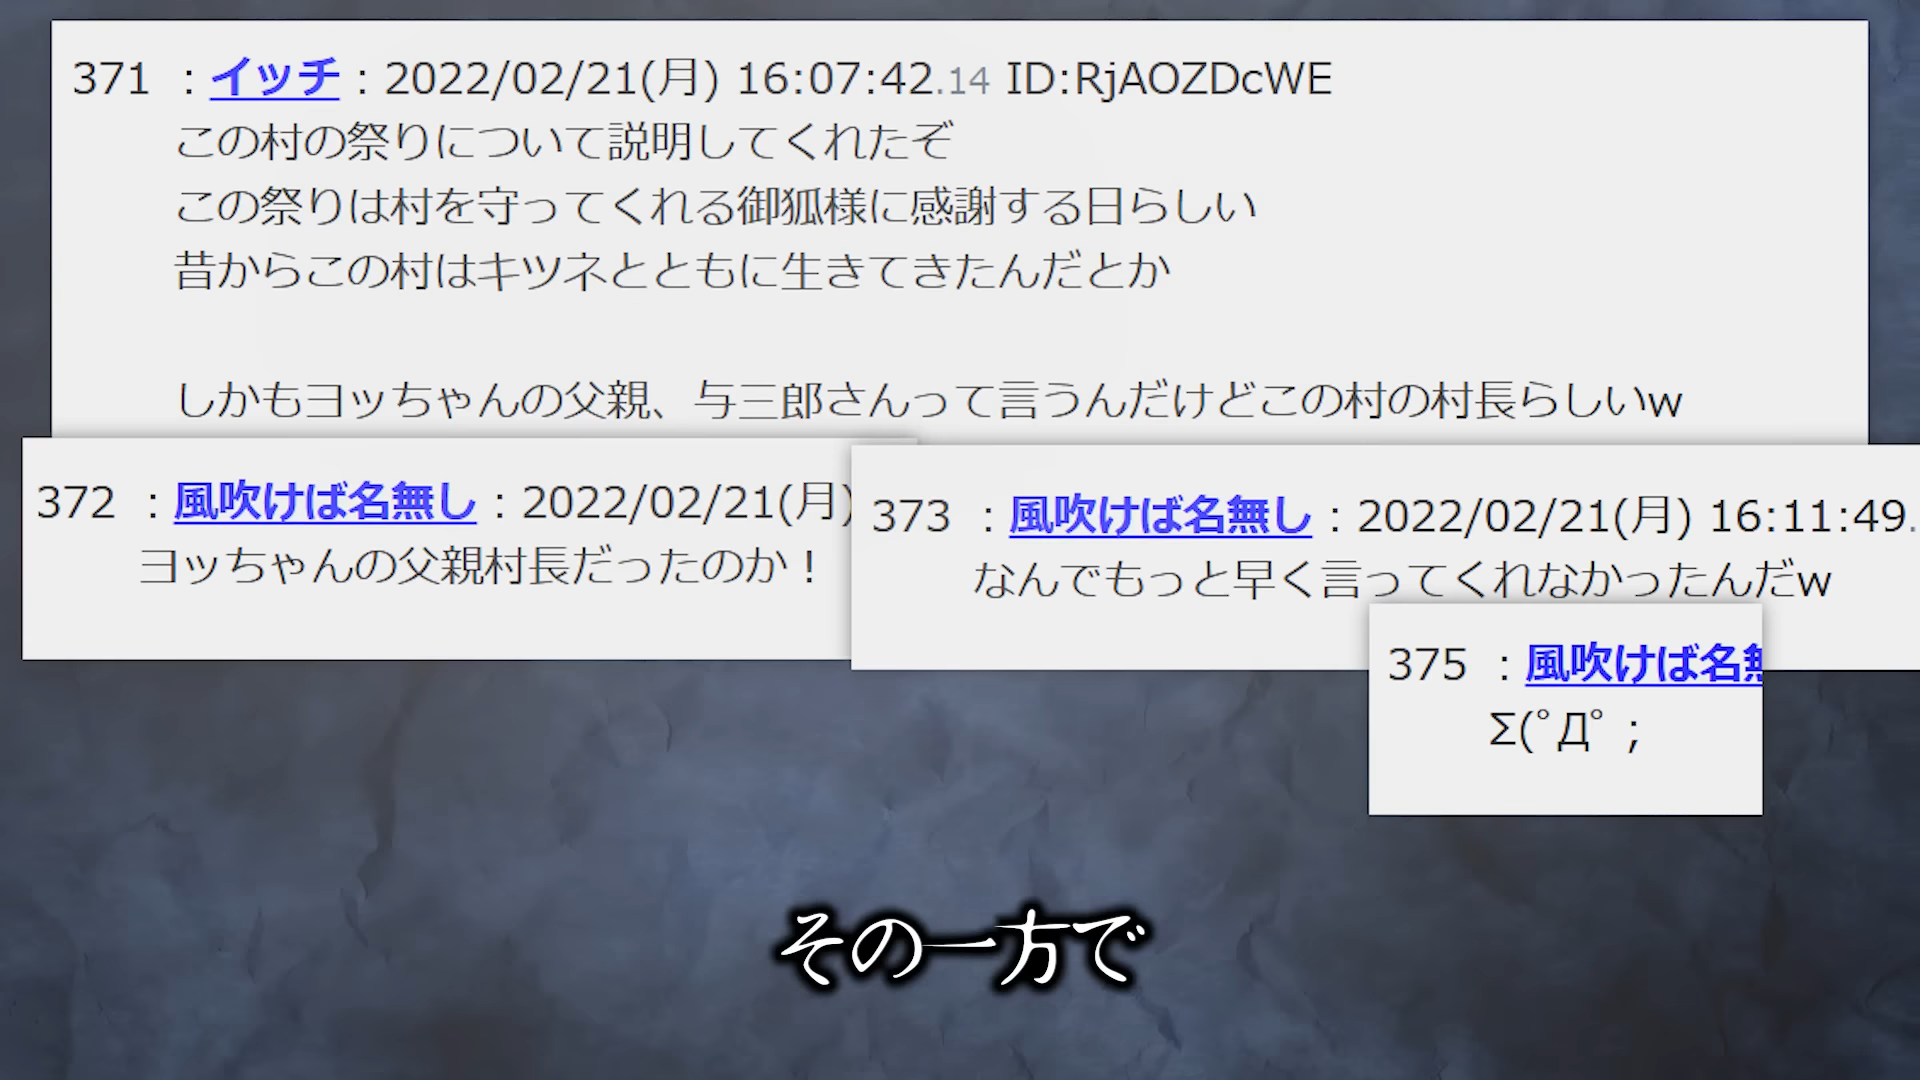 371 ：イッチ：2022/02/21(月) 16:07:42.14 ID:RjAOZDcWE
この村の祭りについて説明してくれたぞ
この祭りは村を守ってくれる御狐様に感謝する日らしい
昔からこの村はキツネとともに生きてきたんだとか
しかもヨッちゃんの父親、与三郎さんって言うんだけどこの村の村長らしいw
372 ：風吹けば名無し：2022/02/21(月)
ヨッちゃんの父親村長だったのか！
373 ：風吹けば名無し：2022/02/21(月) 16:11:49.
なんでもっと早く言ってくれなかったんだw
375 ：風吹けば名無
Σ(ﾟДﾟ；
その一方で